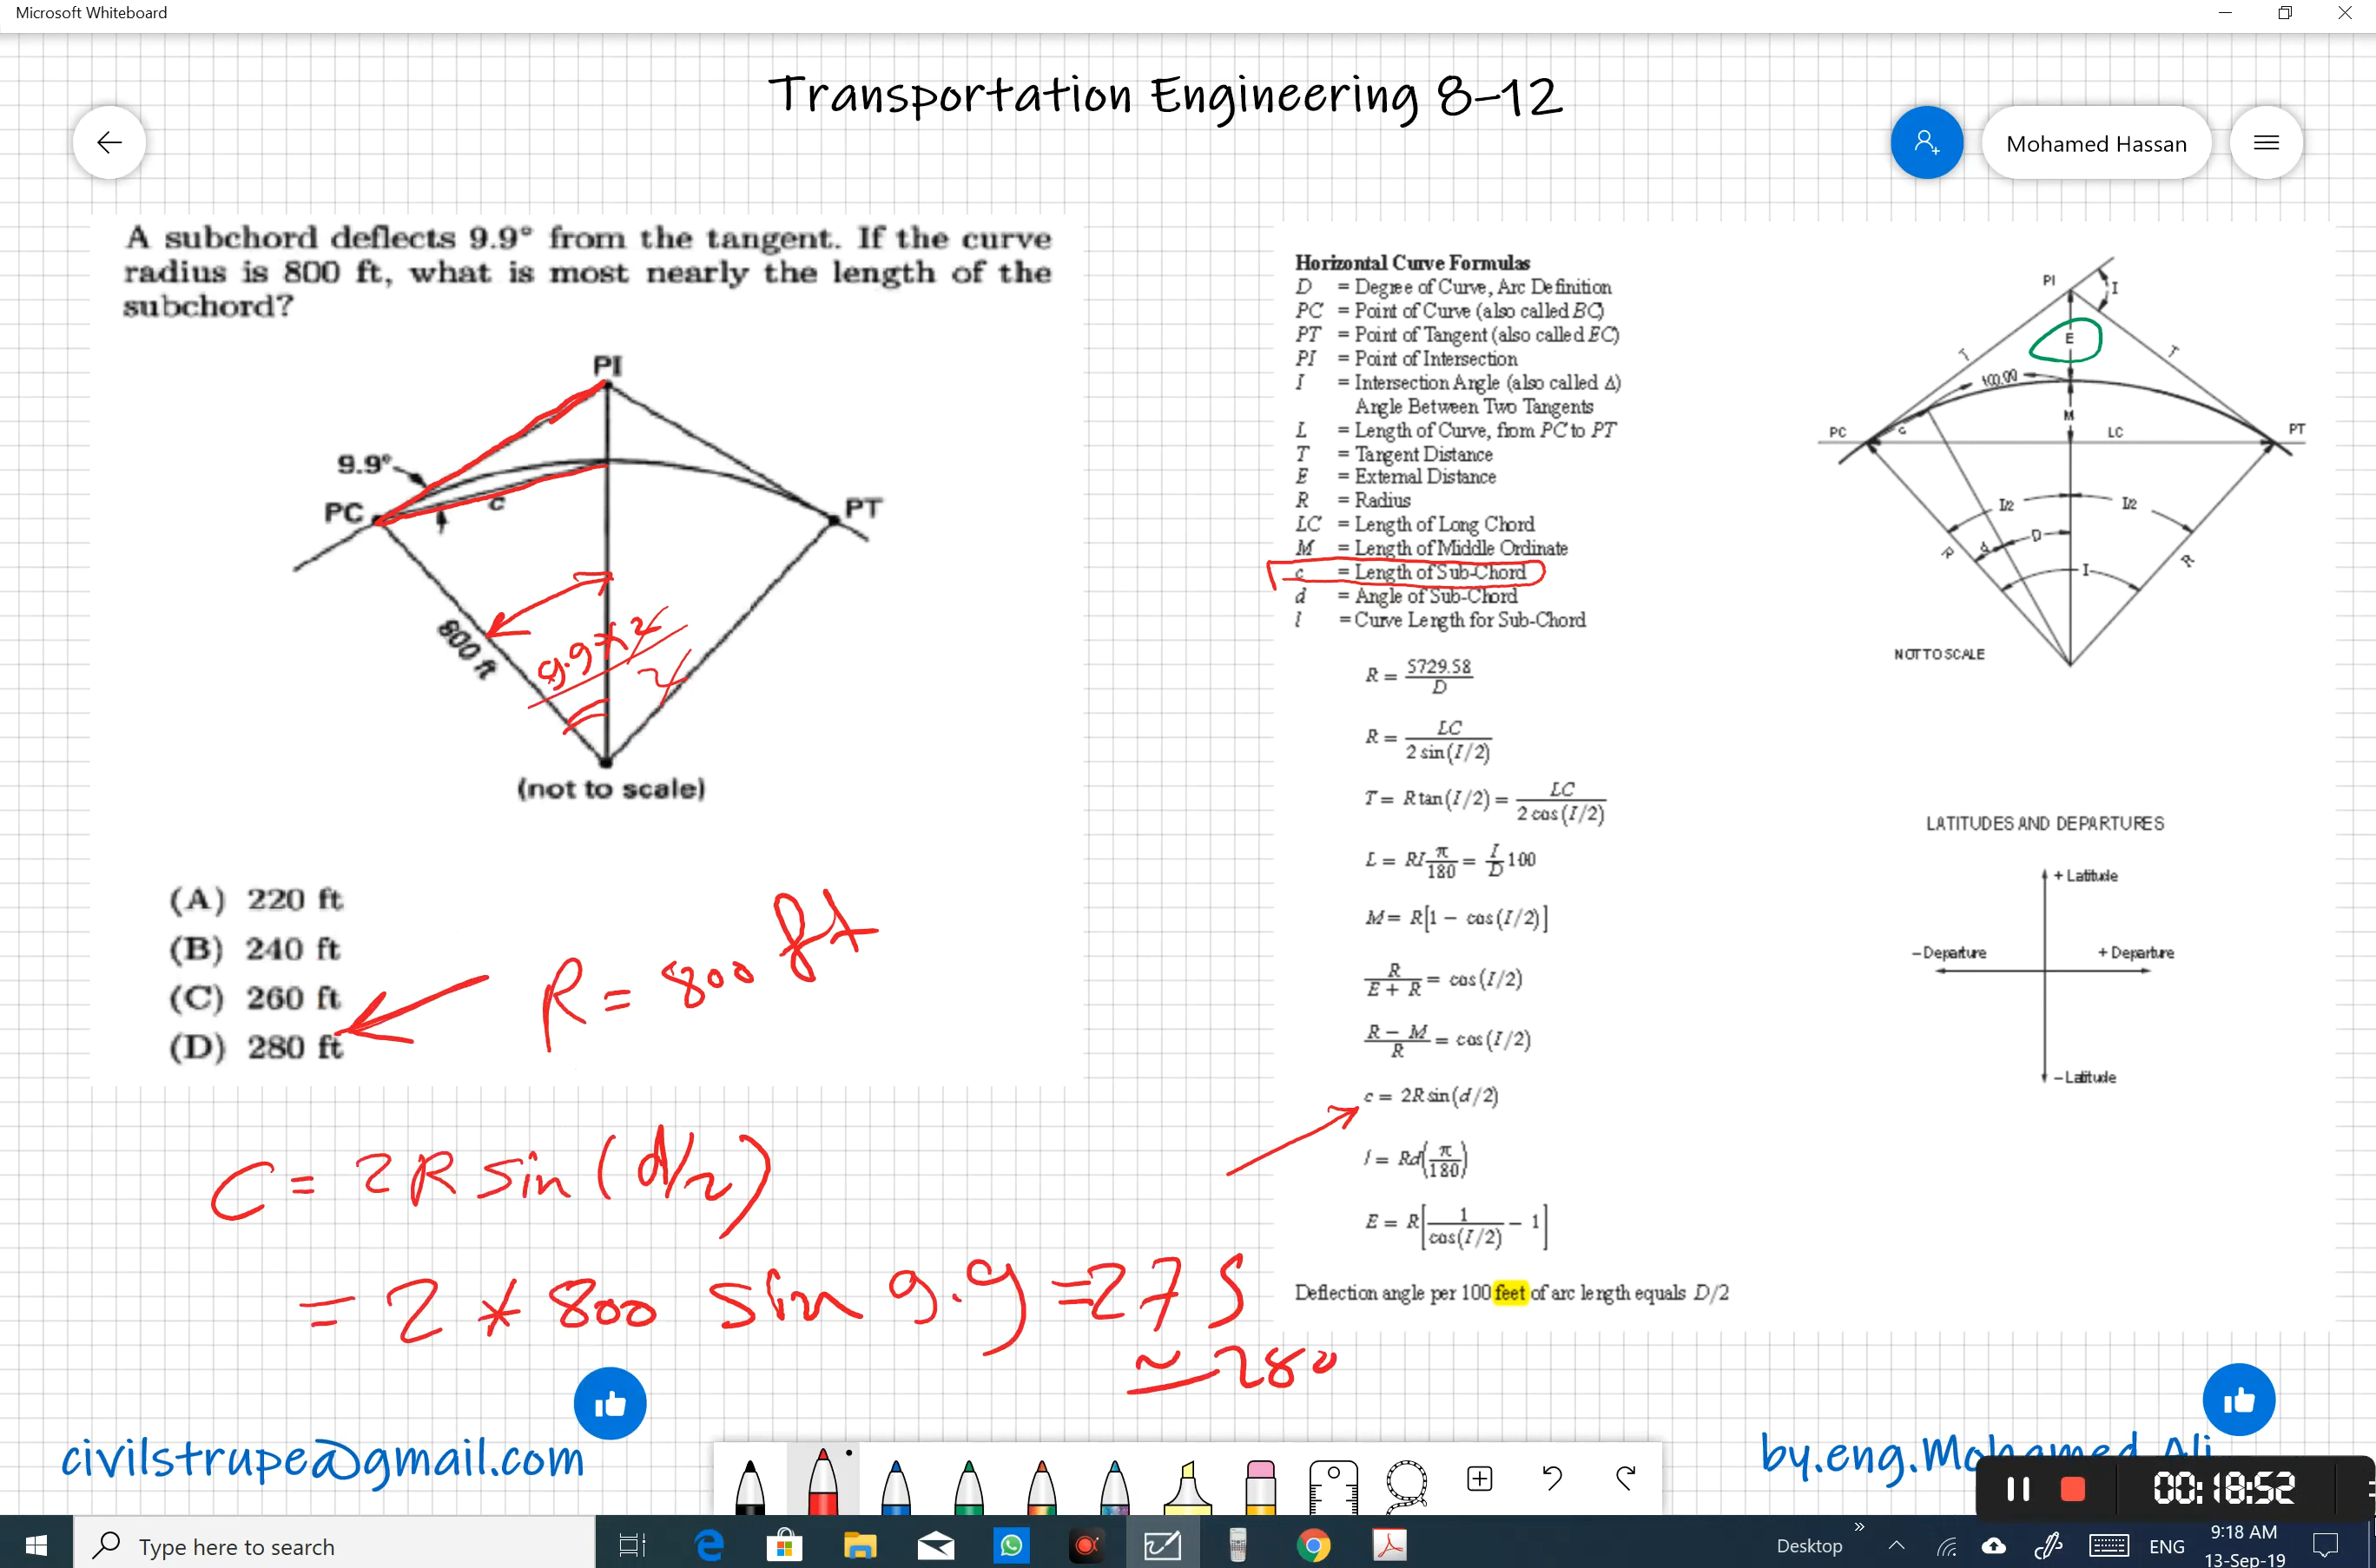 Microsoft Whiteboard
Transportation Engineering 8-12
Mohamed Hassan
A subchord deflects 9.9° from the tangent. If the curve
radius is 800 ft, what is most nearly the length of the
subchord?
PI
9.9°
PC
c
PT
800 ft
9.9×2
2
(not to scale)
(A) 220 ft
(B) 240 ft
(C) 260 ft
(D) 280 ft
R = 800 ft
C = 2R sin(d/2)
= 2 * 800 sin 9.9 = 275
≃ 280
Horizontal Curve Formulas
D = Degree of Curve, Arc Definition
PC = Point of Curve (also called BC)
PT = Point of Tangent (also called EC)
PI = Point of Intersection
I = Intersection Angle (also called Δ)
Angle Between Two Tangents
L = Length of Curve, from PC to PT
T = Tangent Distance
E = External Distance
R = Radius
LC = Length of Long Chord
M = Length of Middle Ordinate
c = Length of Sub-Chord
d = Angle of Sub-Chord
l = Curve Length for Sub-Chord
R = 5729.58 / D
R = LC / 2 sin(I/2)
T = R tan(I/2) = LC / 2 cos(I/2)
L = RI π/180 = I/D 100
M = R[1 − cos(I/2)]
R / E + R = cos(I/2)
R − M / R = cos(I/2)
c = 2R sin(d/2)
l = Rd(π/180)
E = R[1/cos(I/2) − 1]
Deflection angle per 100 feet of arc length equals D/2
PI
I
E
T
T
100.00
M
PC
c
LC
PT
I/2
I/2
D
d
R
R
I
NOT TO SCALE
LATITUDES AND DEPARTURES
+ Latitude
− Departure
+ Departure
− Latitude
civilstrupe@gmail.com
by.eng.Mohamed Ali
00:18:52
Type here to search
Desktop
ENG
9:18 AM
13-Sep-19